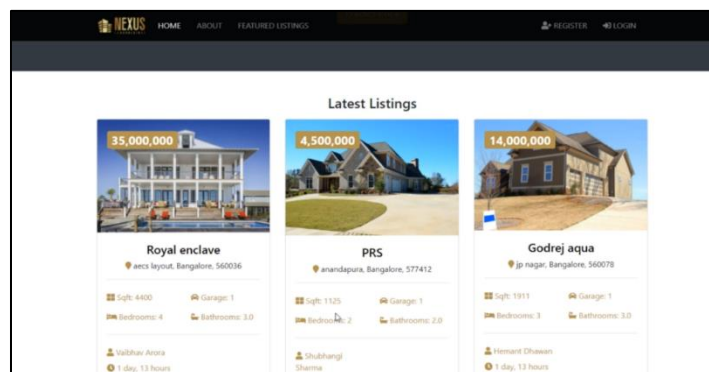 NEXUS HOME ABOUT FEATURED LISTINGS REGISTER LOGIN
Latest Listings
35,000,000
Royal enclave
aecs layout, Bangalore, 560036
Sqft: 4400 Garage: 1
Bedrooms: 4 Bathrooms: 3.0
Vaibhav Arora
1 day, 13 hours
4,500,000
PRS
anandapura, Bangalore, 577412
Sqft: 1125 Garage: 1
Bedrooms: 2 Bathrooms: 2.0
Shubhangi
Sharma
14,000,000
Godrej aqua
jp nagar, Bangalore, 560078
Sqft: 1911 Garage: 1
Bedrooms: 3 Bathrooms: 3.0
Hemant Dhawan
1 day, 13 hours